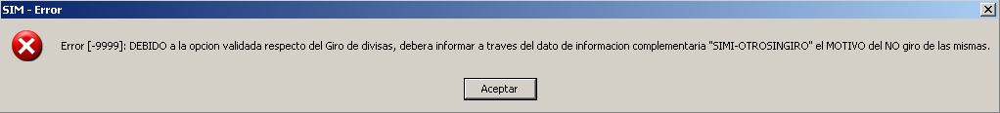 SIM - Error
Error [-9999]: DEBIDO a la opcion validada respecto del Giro de divisas, debera informar a traves del dato de informacion complementaria "SIMI-OTROSINGIRO" el MOTIVO del NO giro de las mismas.
Aceptar